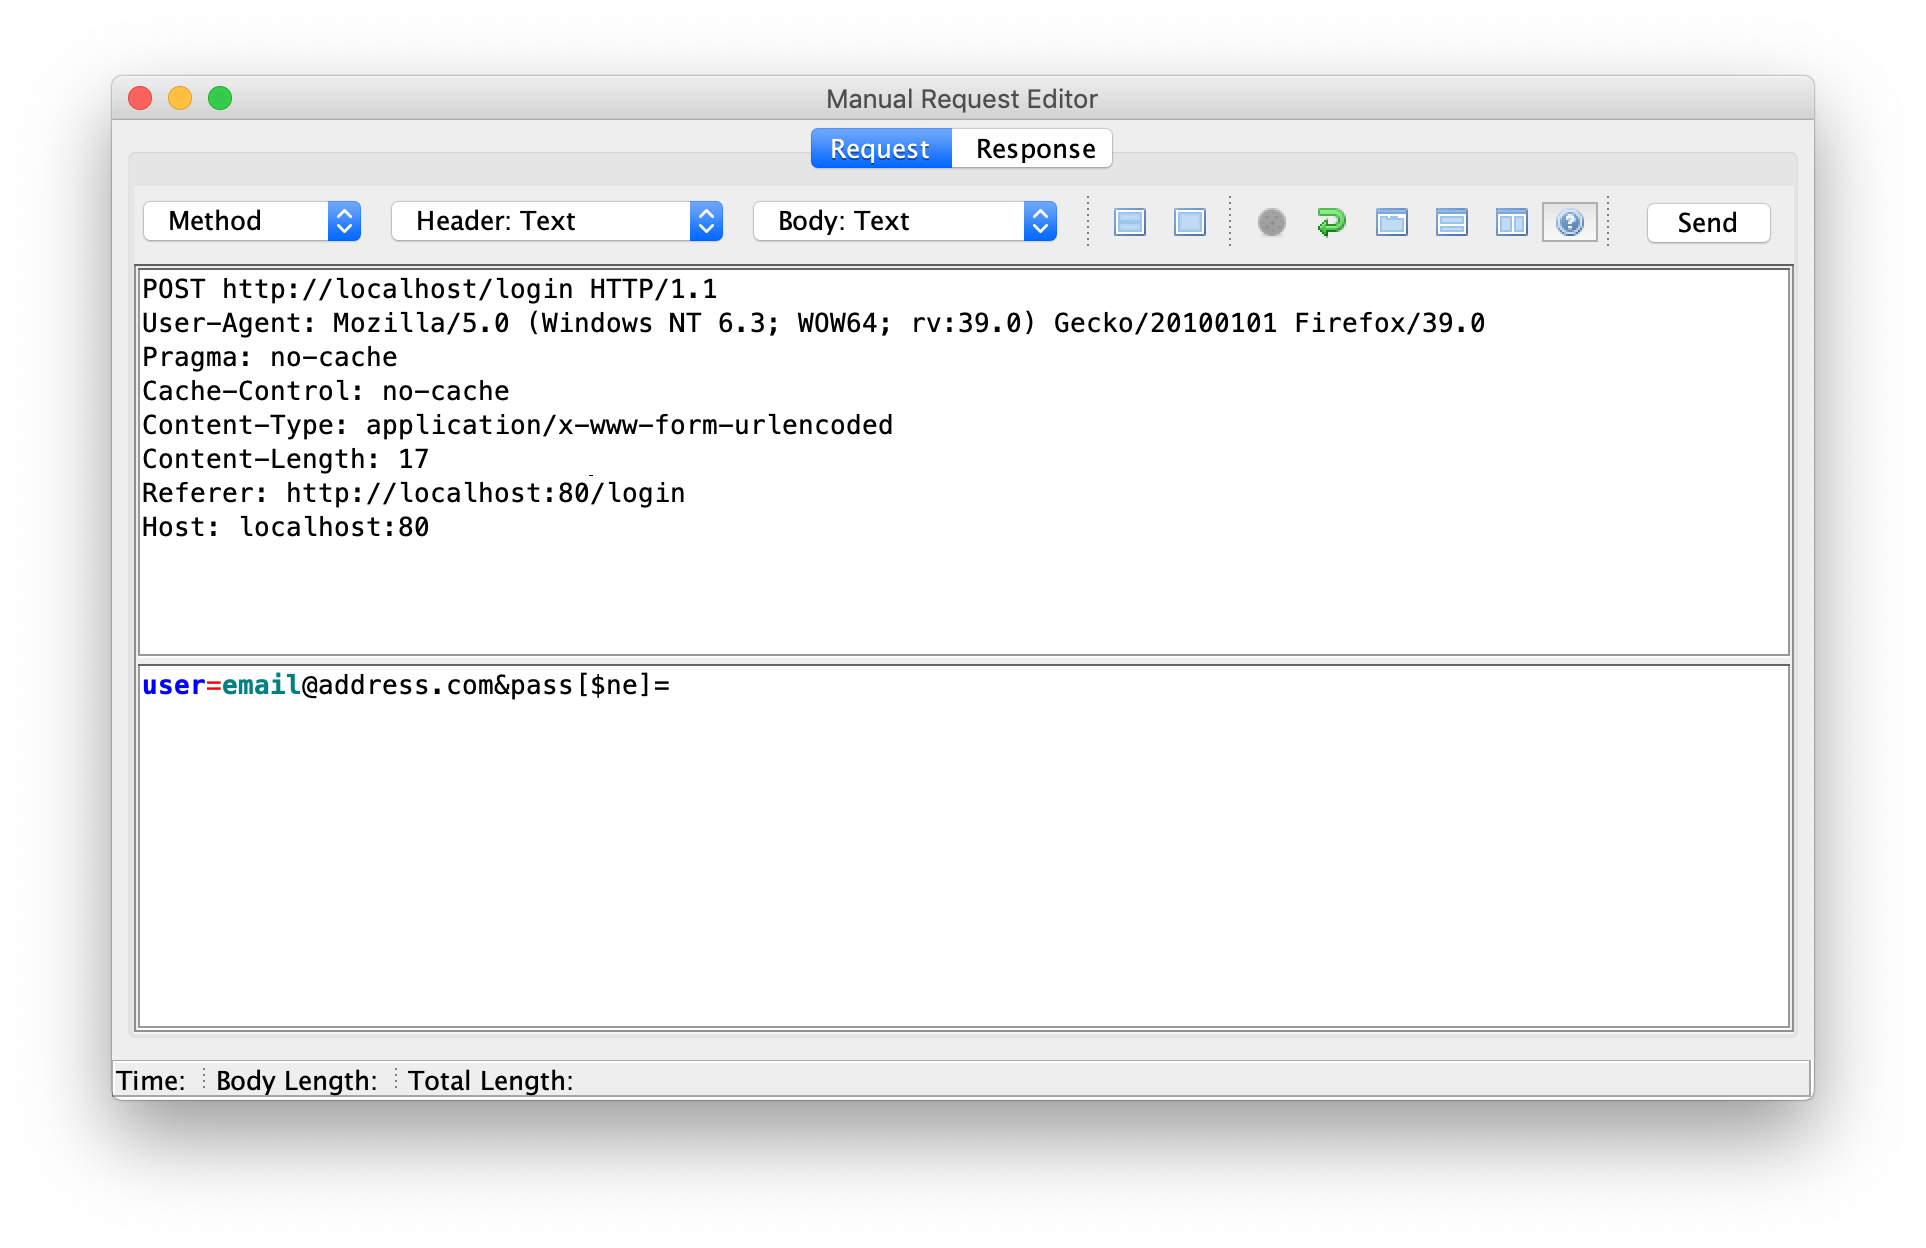 Manual Request Editor
Request Response
Method Header: Text Body: Text Send
POST http://localhost/login HTTP/1.1
User-Agent: Mozilla/5.0 (Windows NT 6.3; WOW64; rv:39.0) Gecko/20100101 Firefox/39.0
Pragma: no-cache
Cache-Control: no-cache
Content-Type: application/x-www-form-urlencoded
Content-Length: 17
Referer: http://localhost:80/login
Host: localhost:80
user=email@address.com&pass[$ne]=
Time: Body Length: Total Length: